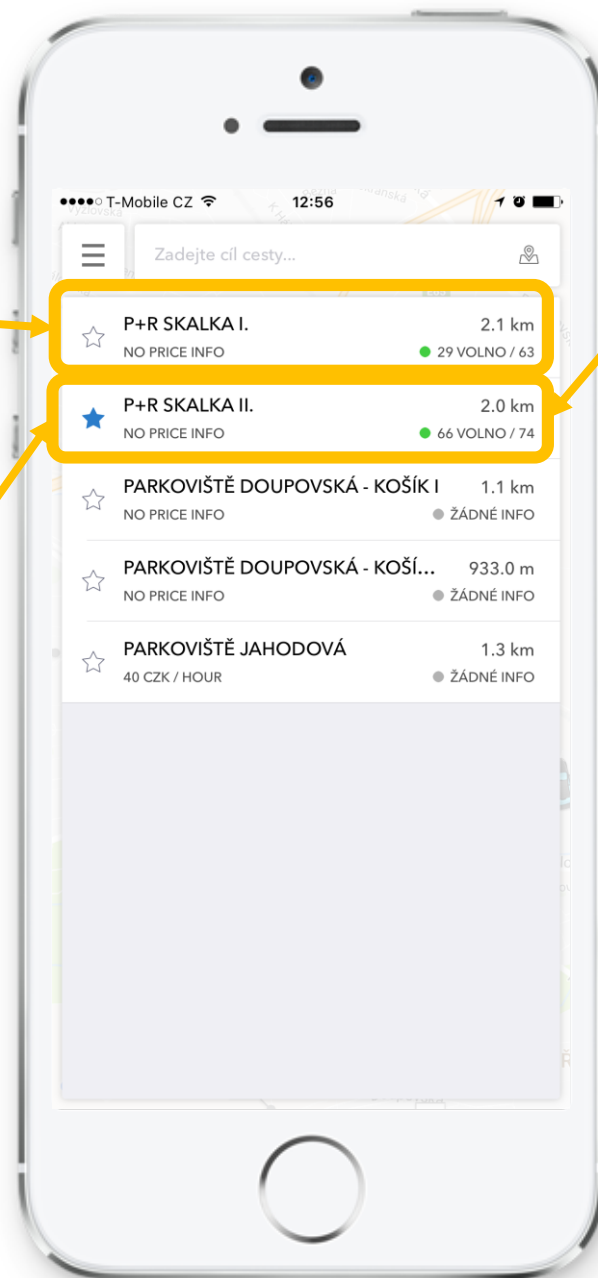 T-Mobile CZ 12:56
Zadejte cíl cesty...
P+R SKALKA I. 2.1 km
NO PRICE INFO 29 VOLNO / 63
P+R SKALKA II. 2.0 km
NO PRICE INFO 66 VOLNO / 74
PARKOVIŠTĚ DOUPOVSKÁ - KOŠÍK I 1.1 km
NO PRICE INFO ŽÁDNÉ INFO
PARKOVIŠTĚ DOUPOVSKÁ - KOŠÍ... 933.0 m
NO PRICE INFO ŽÁDNÉ INFO
PARKOVIŠTĚ JAHODOVÁ 1.3 km
40 CZK / HOUR ŽÁDNÉ INFO